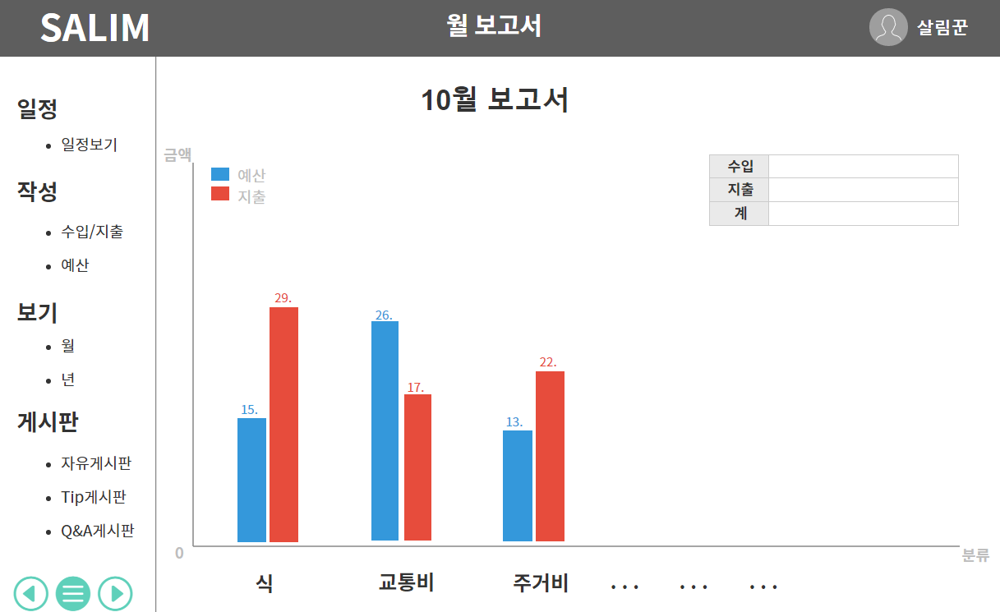 SALIM
월 보고서
살림꾼
일정
• 일정보기
작성
• 수입/지출
• 예산
보기
• 월
• 년
게시판
• 자유게시판
• Tip게시판
• Q&A게시판
10월 보고서
금액
예산
지출
수입
지출
계
29.
26.
22.
17.
15.
13.
0
분류
식 교통비 주거비 ... ... ...